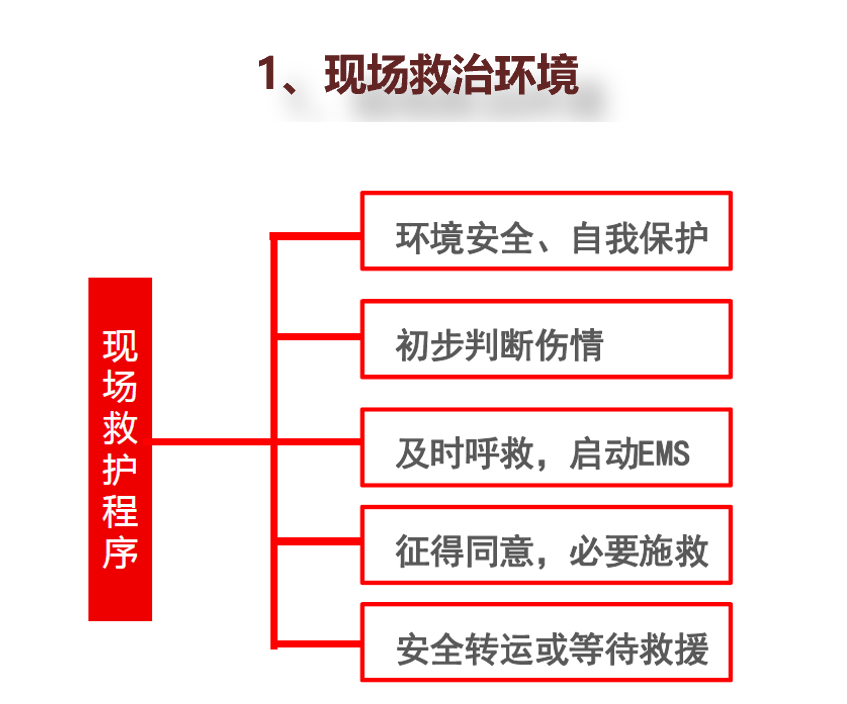 1、现场救治环境
现场救护程序
环境安全、自我保护
初步判断伤情
及时呼救，启动EMS
征得同意，必要施救
安全转运或等待救援